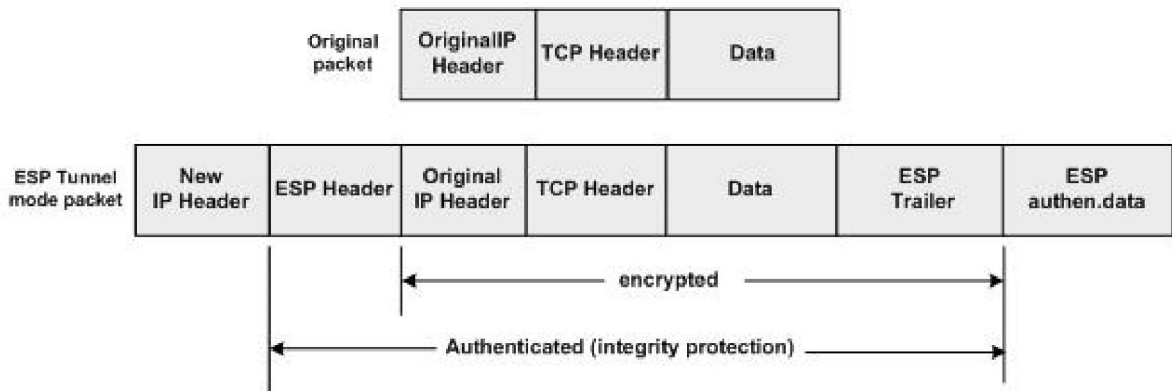 Original
packet
OriginalIP
Header
TCP Header
Data
ESP Tunnel
mode packet
New
IP Header
ESP Header
Original
IP Header
TCP Header
Data
ESP
Trailer
ESP
authen.data
encrypted
Authenticated (integrity protection)